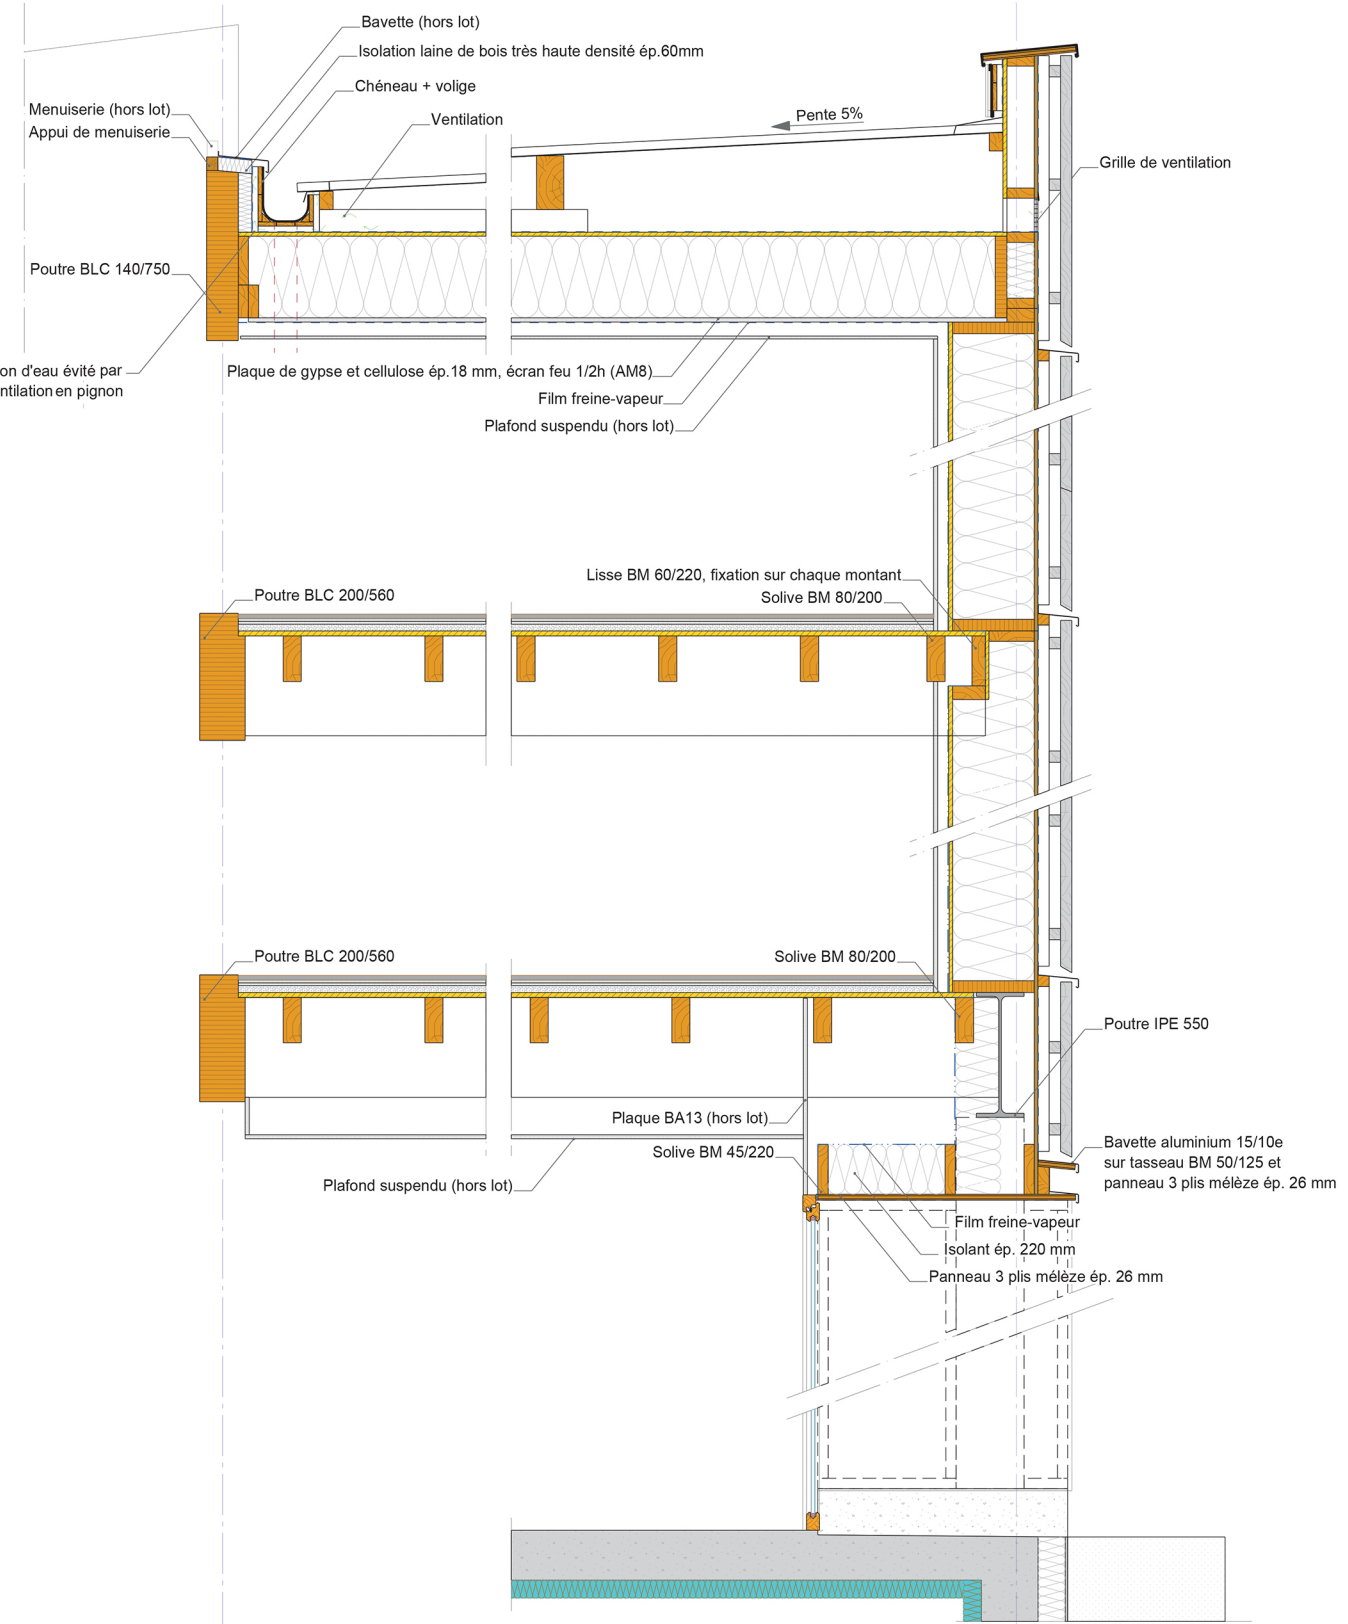 Bavette (hors lot)
Isolation laine de bois très haute densité ép.60mm
Chéneau + volige
Menuiserie (hors lot)
Appui de menuiserie
Ventilation
Pente 5%
Grille de ventilation
Poutre BLC 140/750
on d'eau évité par
ntilation en pignon
Plaque de gypse et cellulose ép.18 mm, écran feu 1/2h (AM8)
Film freine-vapeur
Plafond suspendu (hors lot)
Lisse BM 60/220, fixation sur chaque montant
Poutre BLC 200/560
Solive BM 80/200
Poutre BLC 200/560
Solive BM 80/200
Poutre IPE 550
Plaque BA13 (hors lot)
Solive BM 45/220
Plafond suspendu (hors lot)
Bavette aluminium 15/10e
sur tasseau BM 50/125 et
panneau 3 plis mélèze ép. 26 mm
Film freine-vapeur
Isolant ép. 220 mm
Panneau 3 plis mélèze ép. 26 mm